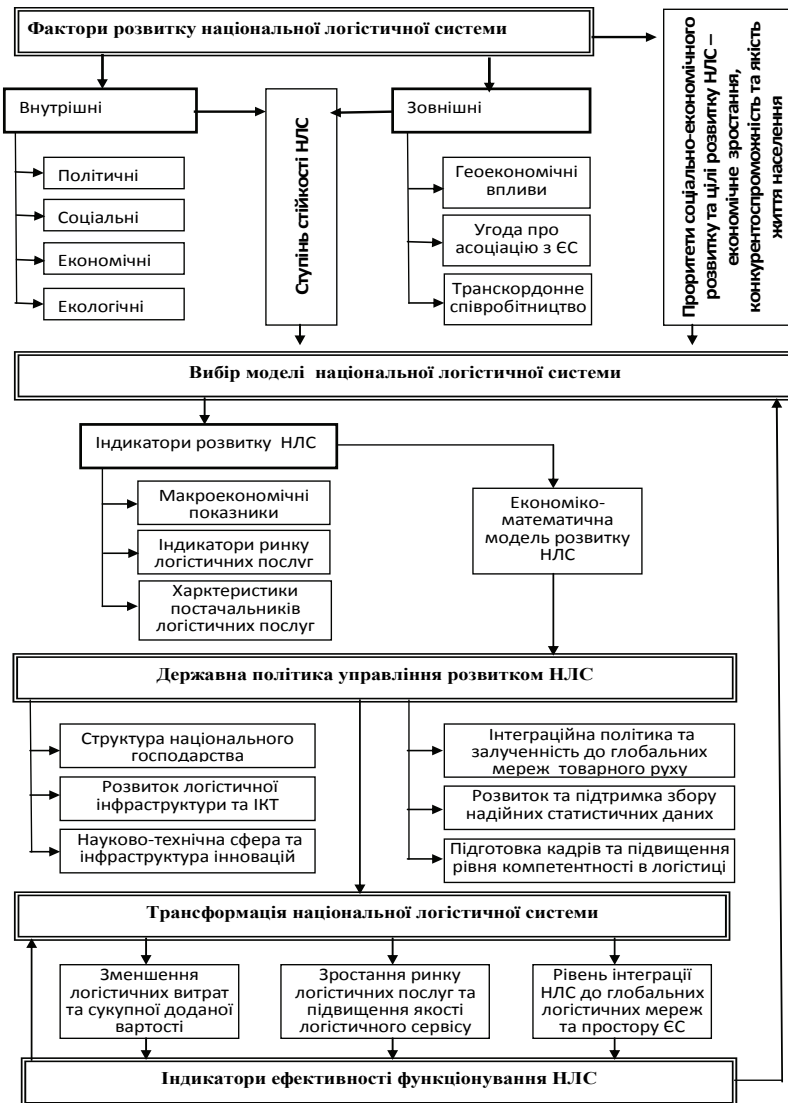 Фактори розвитку національної логістичної системи
Внутрішні
Політичні
Соціальні
Економічні
Екологічні
Ступінь стійкості НЛС
Зовнішні
Геоекономічні
впливи
Угода про
асоціацію з ЄС
Транскордонне
співробітництво
Проритети соціально-економічного
розвитку та цілі розвитку НЛС –
економічне зростання,
конкурентоспроможність та якість
життя населення
Вибір моделі національної логістичної системи
Індикатори розвитку НЛС
Макроекономічні
показники
Індикатори ринку
логістичних послуг
Харктеристики
постачальників
логістичних послуг
Економіко-
математична
модель розвитку
НЛС
Державна політика управління розвитком НЛС
Структура національного
господарства
Розвиток логістичної
інфраструктури та ІКТ
Науково-технічна сфера та
інфраструктура інновацій
Інтеграційна політика та
залученність до глобальних
мереж товарного руху
Розвиток та підтримка збору
надійних статистичних даних
Підготовка кадрів та підвищення
рівня компетентності в логістиці
Трансформація національної логістичної системи
Зменшення
логістичних витрат
та сукупної доданої
вартості
Зростання ринку
логістичних послуг та
підвищення якості
логістичного сервісу
Рівень інтеграції
НЛС до глобальних
логістичних мереж
та простору ЄС
Індикатори ефективності функціонування НЛС